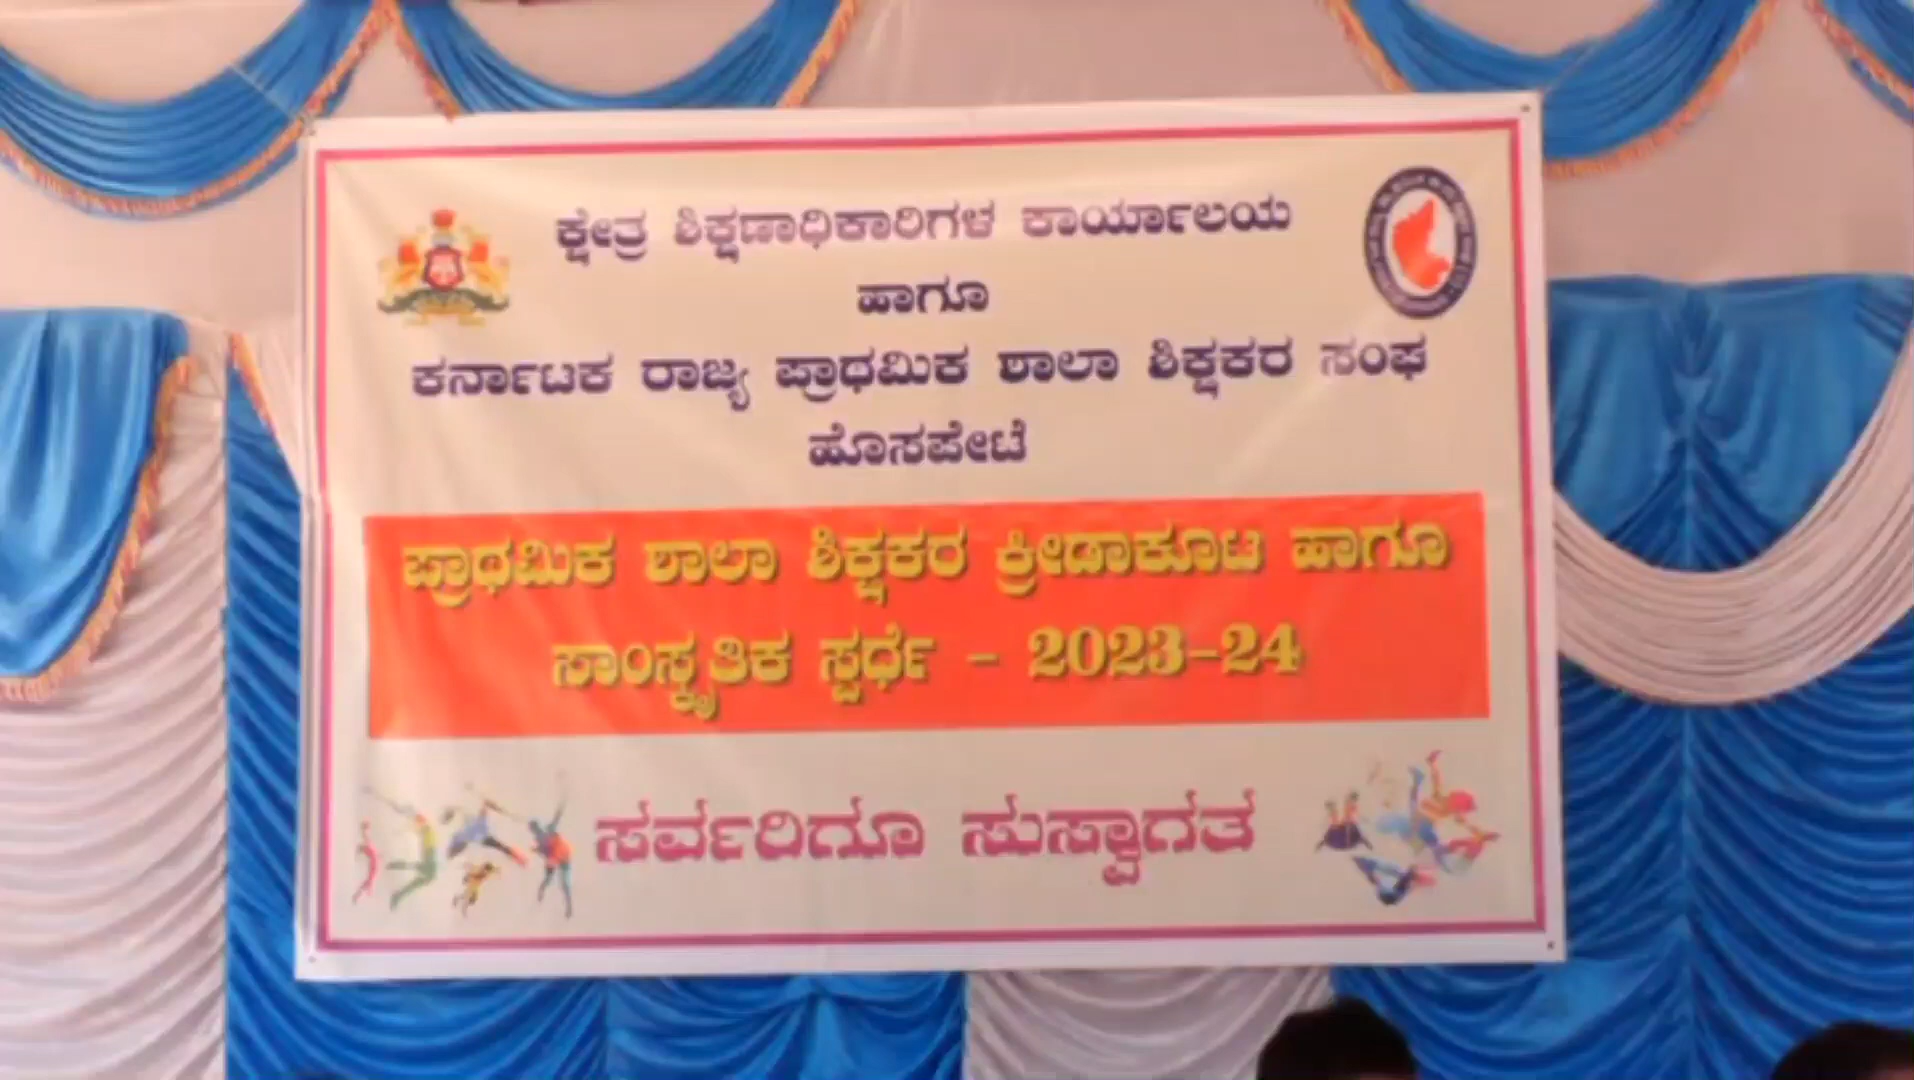 ಕ್ಷೇತ್ರ ಶಿಕ್ಷಣಾಧಿಕಾರಿಗಳ ಕಾರ್ಯಾಲಯ
ಹಾಗೂ
ಕರ್ನಾಟಕ ರಾಜ್ಯ ಪ್ರಾಥಮಿಕ ಶಾಲಾ ಶಿಕ್ಷಕರ ಸಂಘ
ಹೊಸಪೇಟೆ
ಪ್ರಾಥಮಿಕ ಶಾಲಾ ಶಿಕ್ಷಕರ ಕ್ರೀಡಾಕೂಟ ಹಾಗೂ
ಸಾಂಸ್ಕೃತಿಕ ಸ್ಪರ್ಧೆ - 2023-24
ಸರ್ವರಿಗೂ ಸುಸ್ವಾಗತ